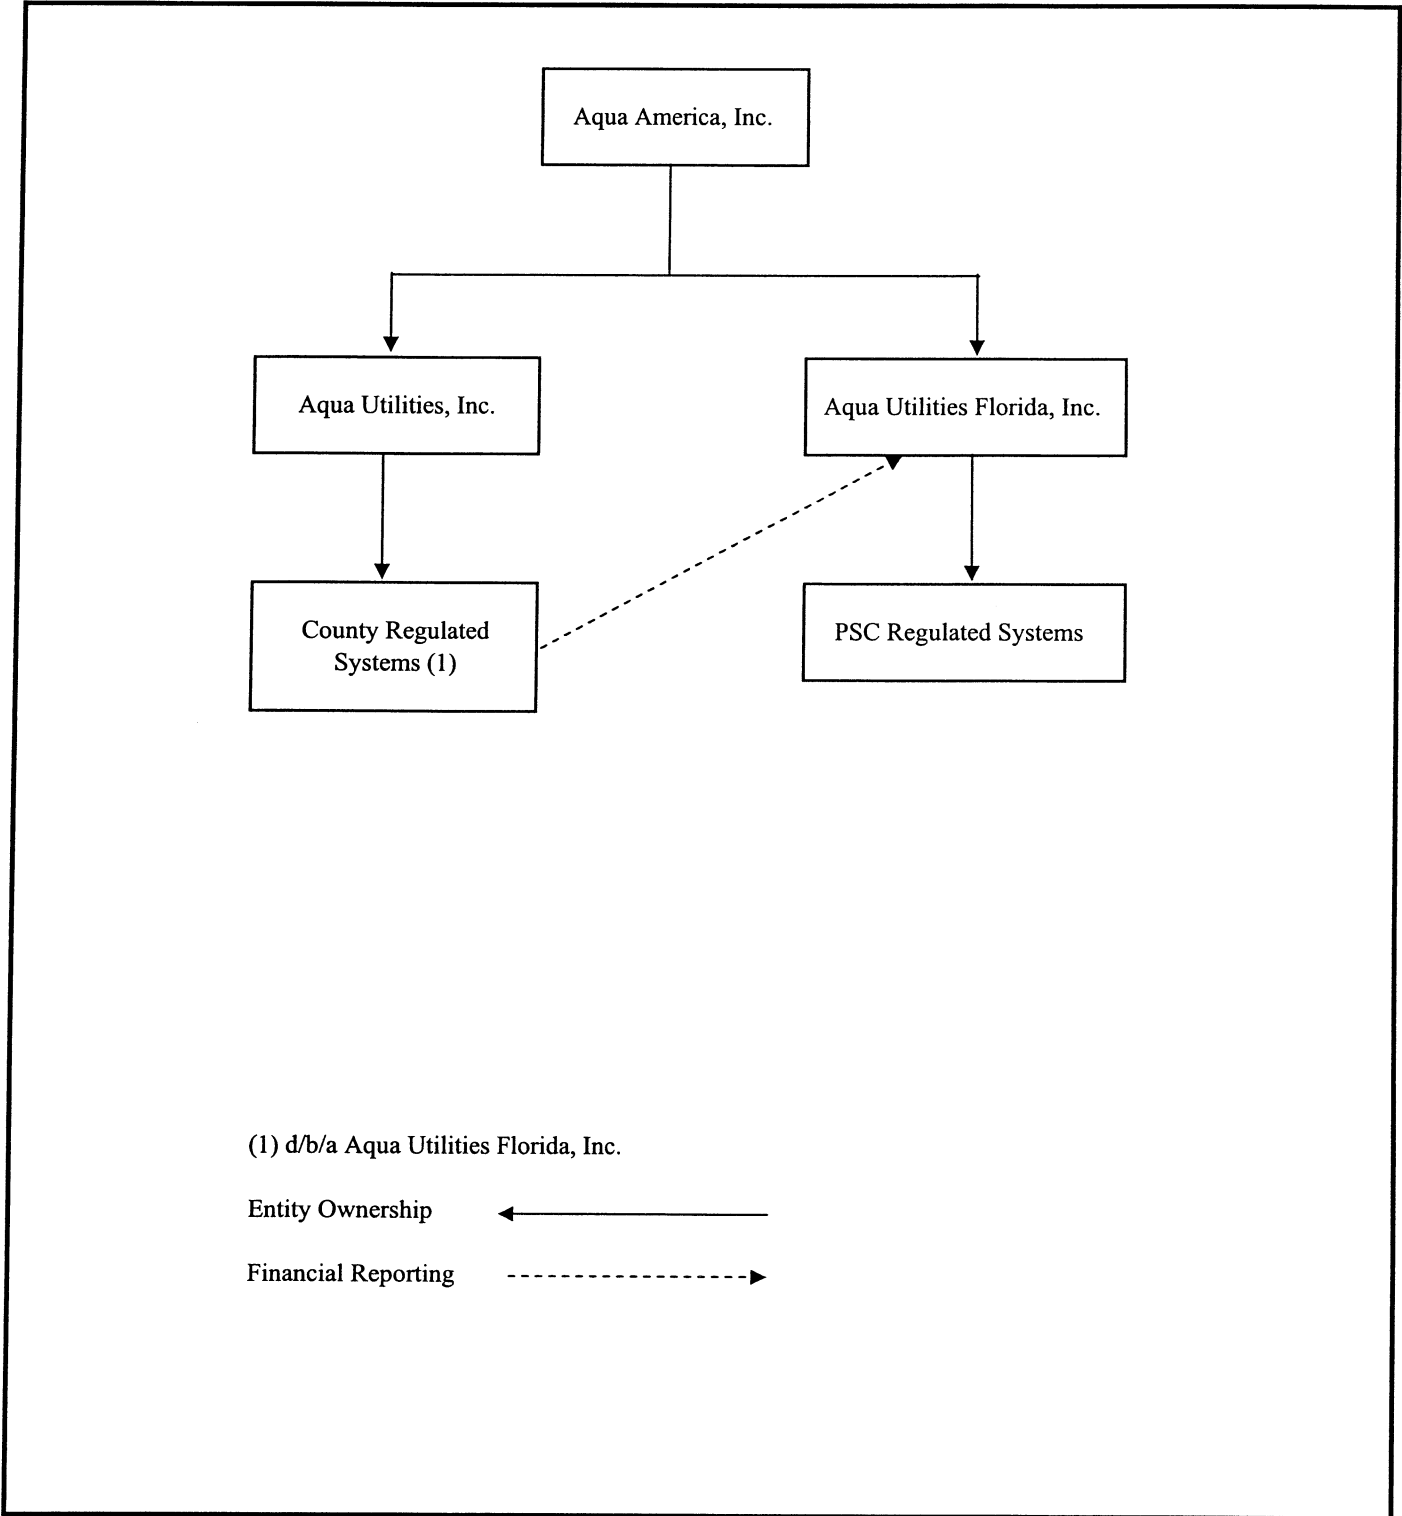 Aqua America, Inc.
Aqua Utilities, Inc.
Aqua Utilities Florida, Inc.
County Regulated
Systems (1)
PSC Regulated Systems
(1) d/b/a Aqua Utilities Florida, Inc.
Entity Ownership
Financial Reporting